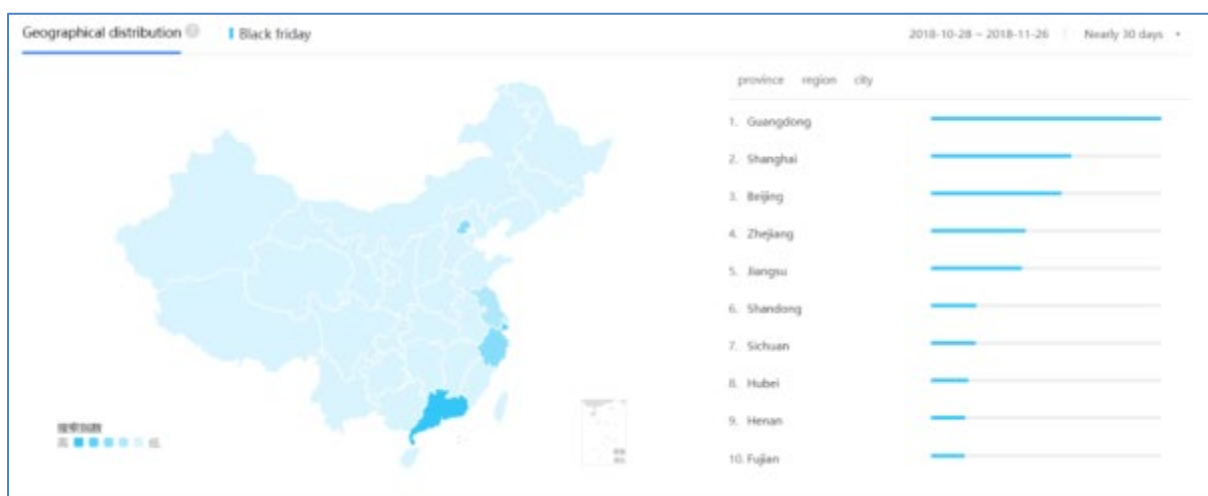 Geographical distribution
Black friday
2018-10-28 ~ 2018-11-26
Nearly 30 days
province region city
1. Guangdong
2. Shanghai
3. Beijing
4. Zhejiang
5. Jiangsu
6. Shandong
7. Sichuan
8. Hubei
9. Henan
10. Fujian
搜索指数
高 低